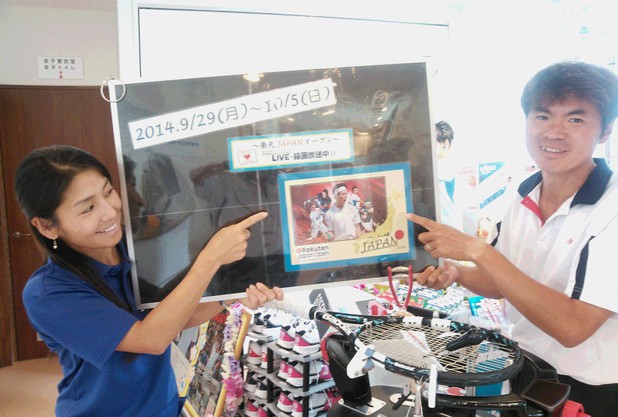 女子更衣室
女子トイレ
2014.9/29(月)~10/5(日)
~楽天 JAPAN オープン~
LIVE・録画放送中!!
Rakuten
Japan Open
JAPAN